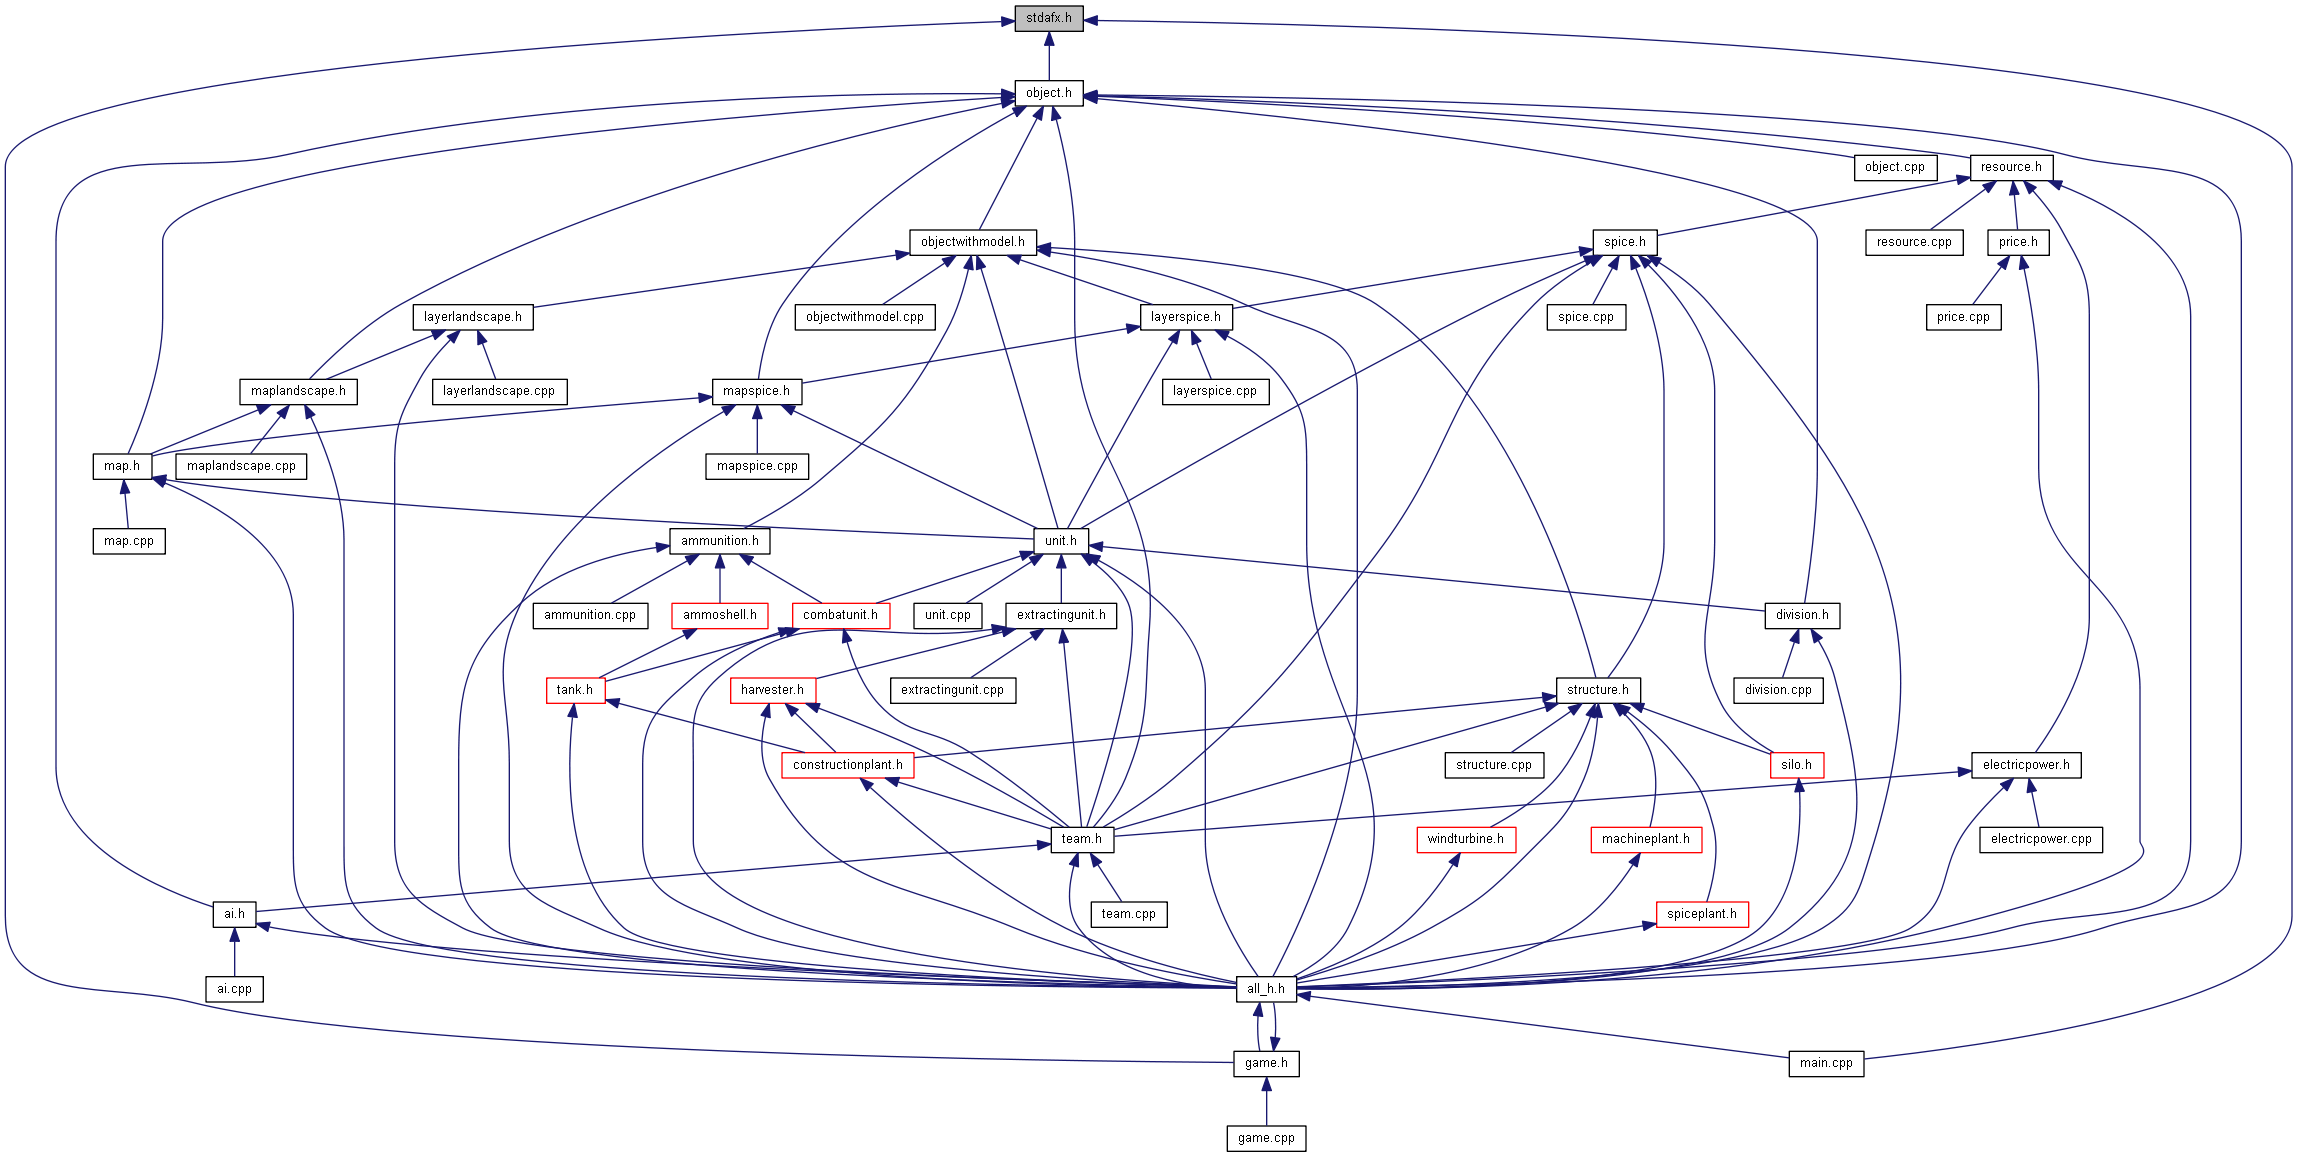 stdafx.h
object.h
object.cpp
resource.h
objectwithmodel.h
spice.h
resource.cpp
price.h
layerlandscape.h
objectwithmodel.cpp
layerspice.h
spice.cpp
price.cpp
maplandscape.h
layerlandscape.cpp
mapspice.h
layerspice.cpp
map.h
maplandscape.cpp
mapspice.cpp
map.cpp
ammunition.h
unit.h
ammunition.cpp
ammoshell.h
combatunit.h
unit.cpp
extractingunit.h
division.h
tank.h
harvester.h
extractingunit.cpp
structure.h
division.cpp
constructionplant.h
structure.cpp
silo.h
electricpower.h
team.h
windturbine.h
machineplant.h
electricpower.cpp
ai.h
team.cpp
spiceplant.h
ai.cpp
all_h.h
game.h
main.cpp
game.cpp